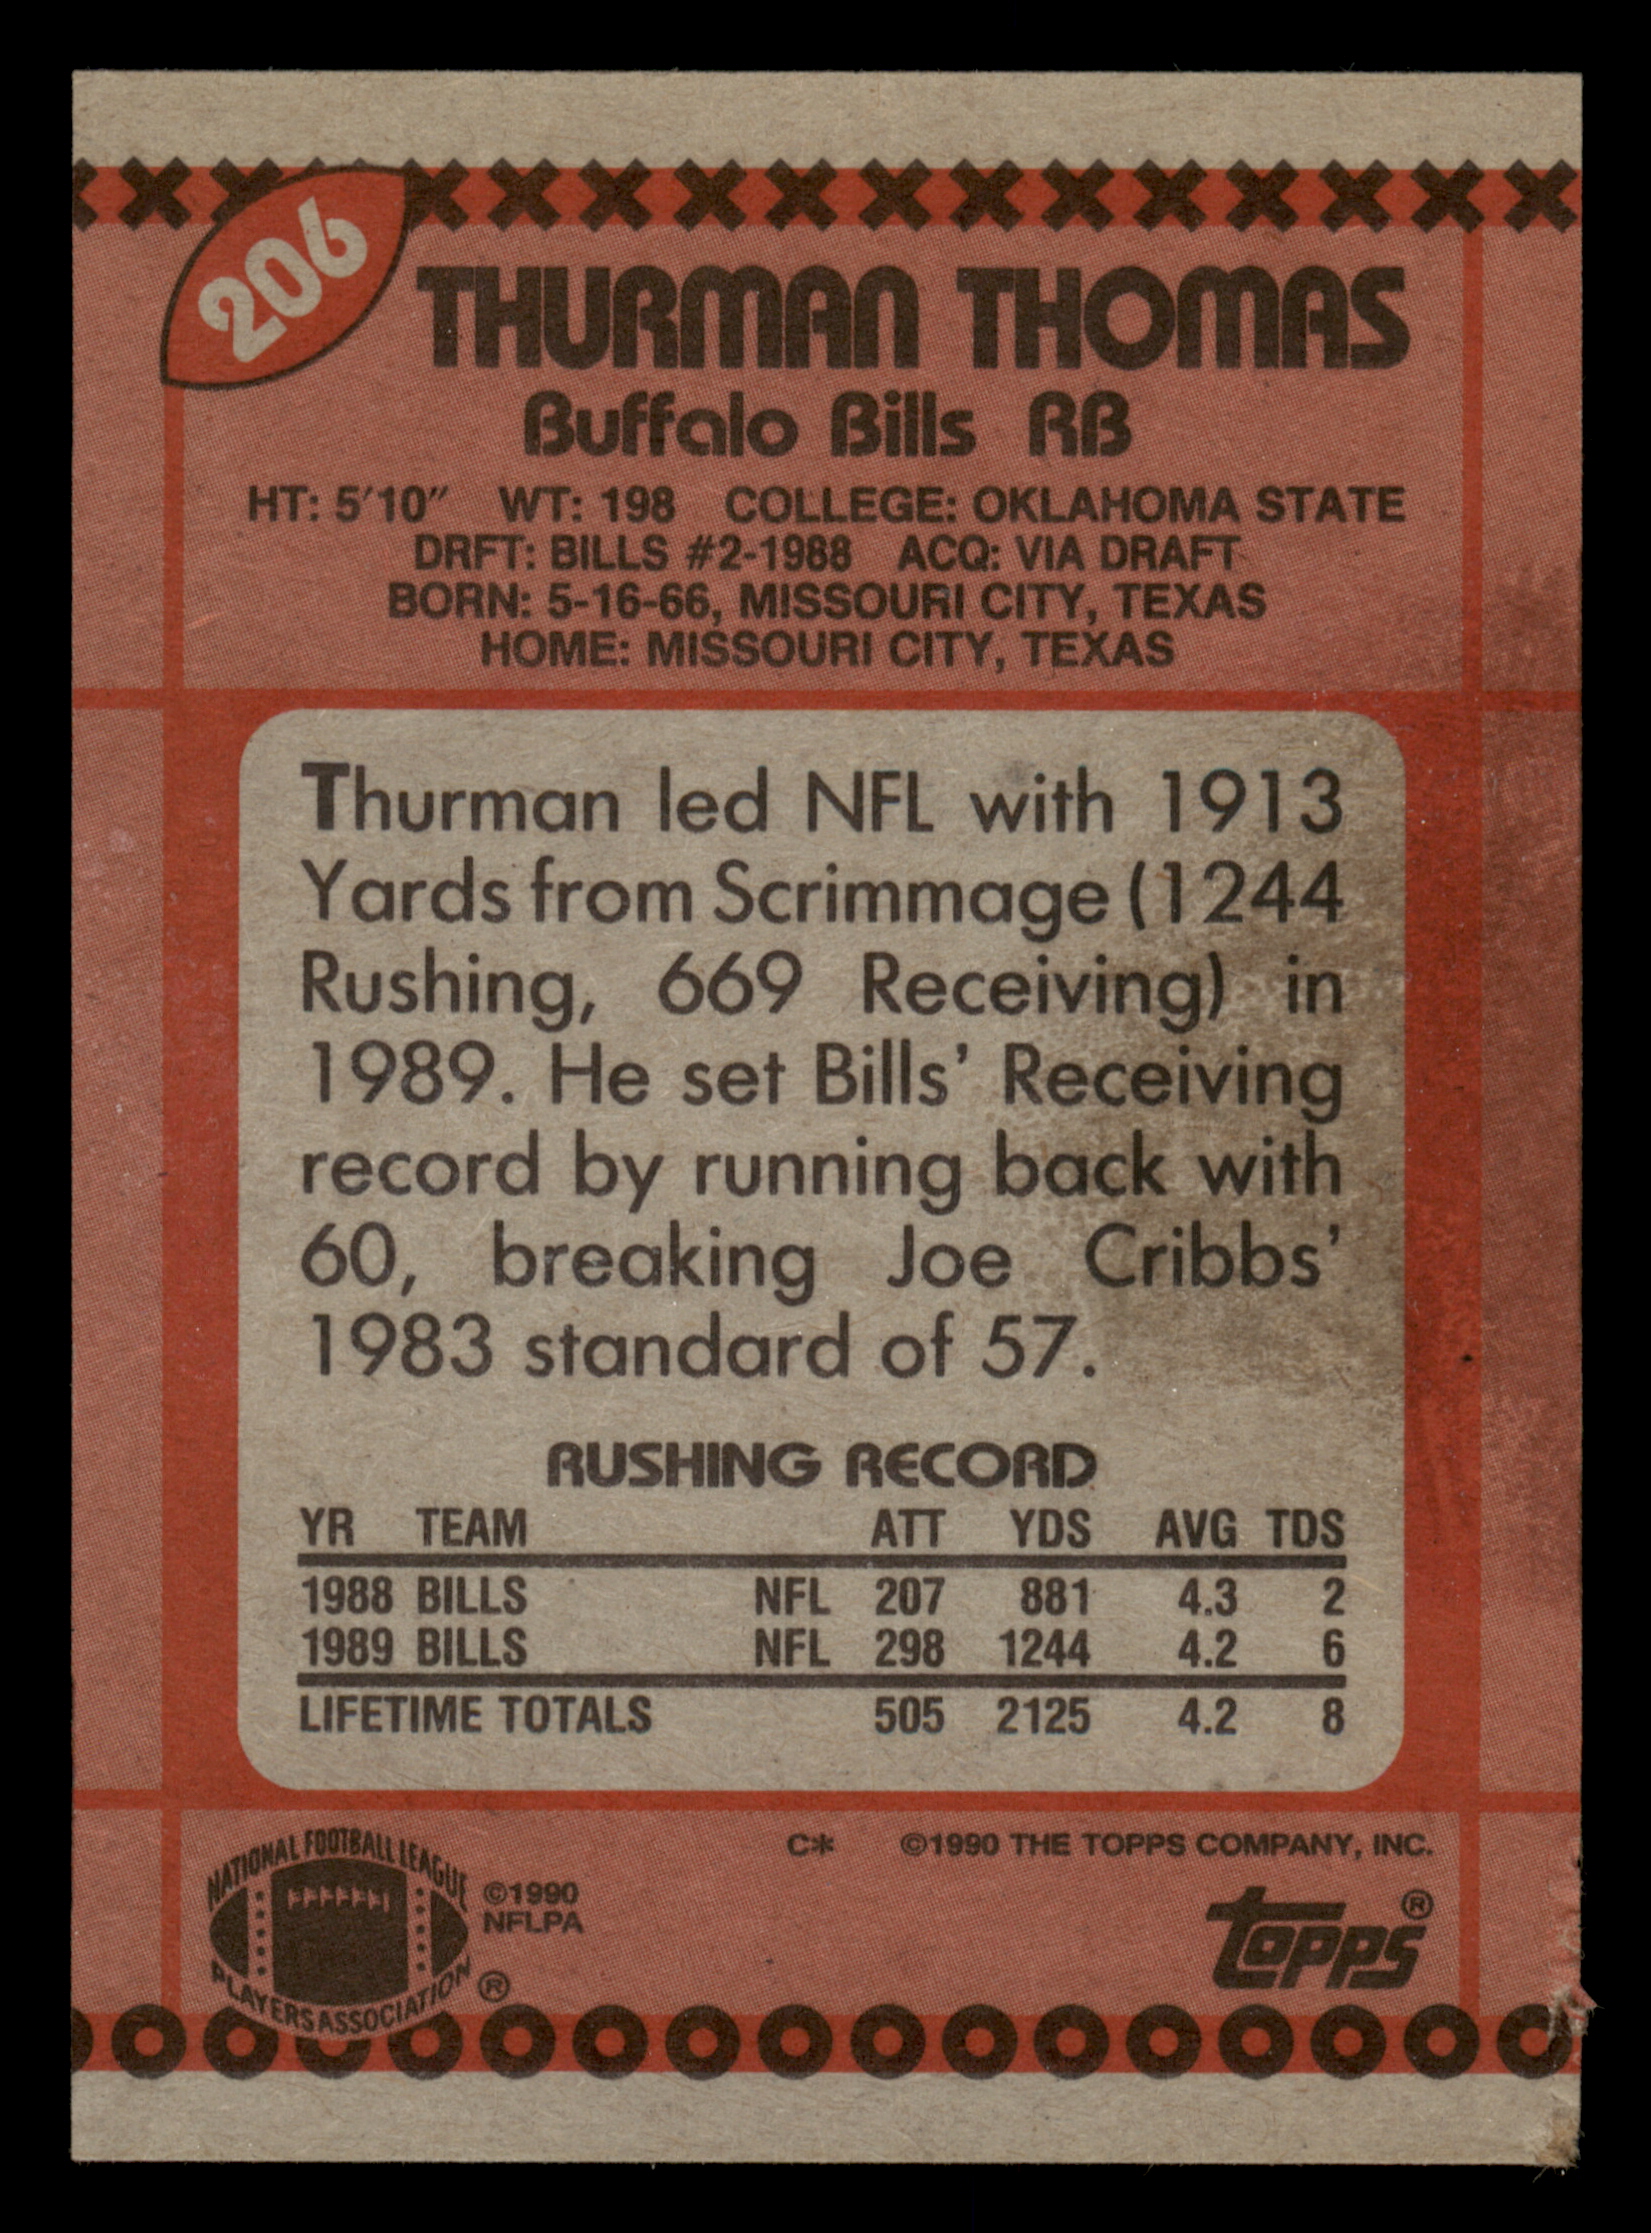 206
THURMAN THOMAS
Buffalo Bills RB
HT: 5'10" WT: 198 COLLEGE: OKLAHOMA STATE
DRFT: BILLS #2-1988 ACQ: VIA DRAFT
BORN: 5-16-66, MISSOURI CITY, TEXAS
HOME: MISSOURI CITY, TEXAS
Thurman led NFL with 1913
Yards from Scrimmage (1244
Rushing, 669 Receiving) in
1989. He set Bills' Receiving
record by running back with
60, breaking Joe Cribbs'
1983 standard of 57.
RUSHING RECORD
YR TEAM ATT YDS AVG TDS
1988 BILLS NFL 207 881 4.3 2
1989 BILLS NFL 298 1244 4.2 6
LIFETIME TOTALS 505 2125 4.2 8
C* ©1990 THE TOPPS COMPANY, INC.
NATIONAL FOOTBALL LEAGUE
PLAYERS ASSOCIATION ®
©1990
NFLPA
TOPPS ®